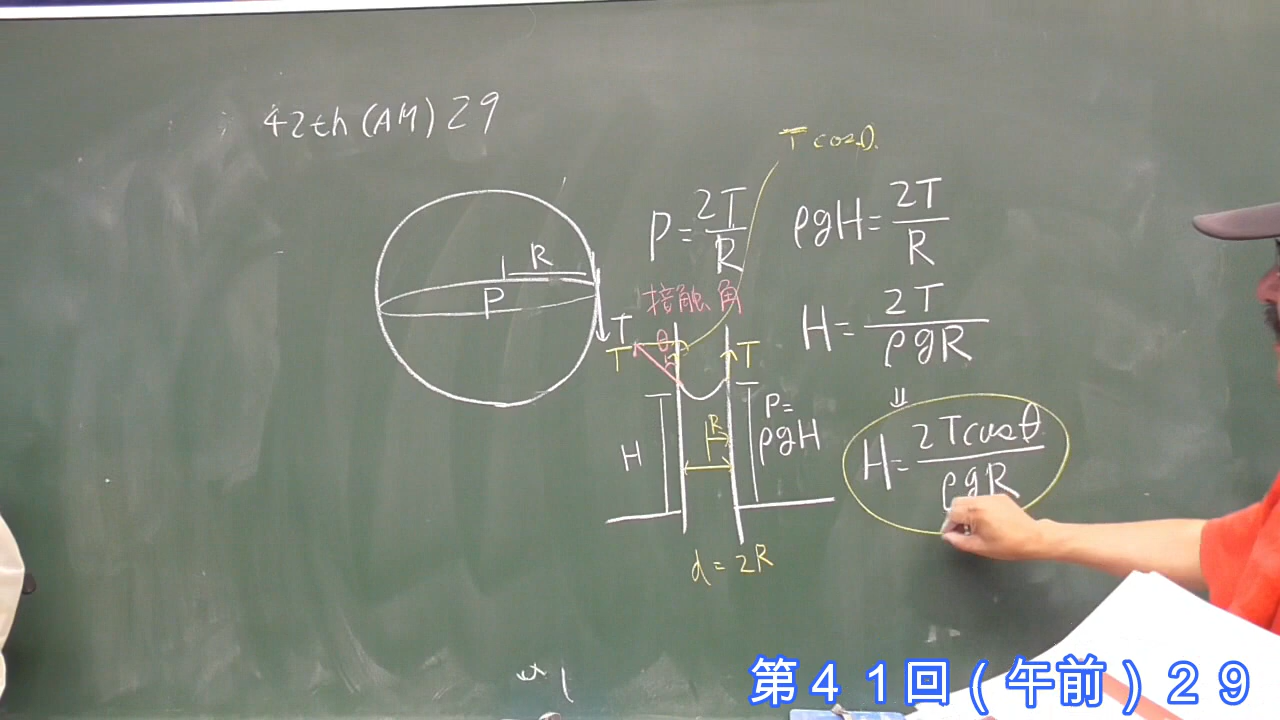 42th (AM) 29
T cosθ
P = 2T/R
ρgH = 2T/R
R
P
T
接触角
H = 2T/ρgR
θ
T
T
⇓
H
R
P =
ρgH
H = 2Tcosθ/ρgR
d = 2R
第41回(午前)29